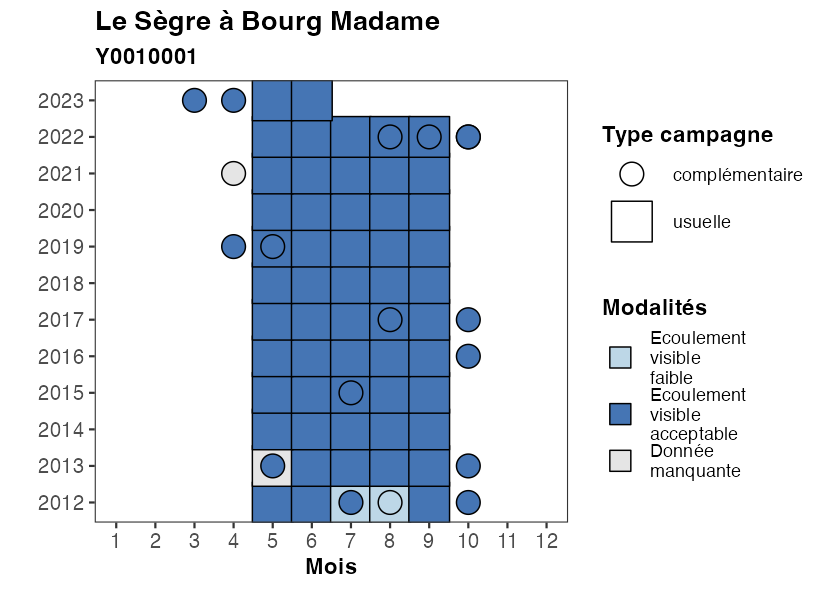 Le Sègre à Bourg Madame
Y0010001
2023
2022
2021
2020
2019
2018
2017
2016
2015
2014
2013
2012
1 2 3 4 5 6 7 8 9 10 11 12
Mois
Type campagne
complémentaire
usuelle
Modalités
Ecoulement
visible
faible
Ecoulement
visible
acceptable
Donnée
manquante